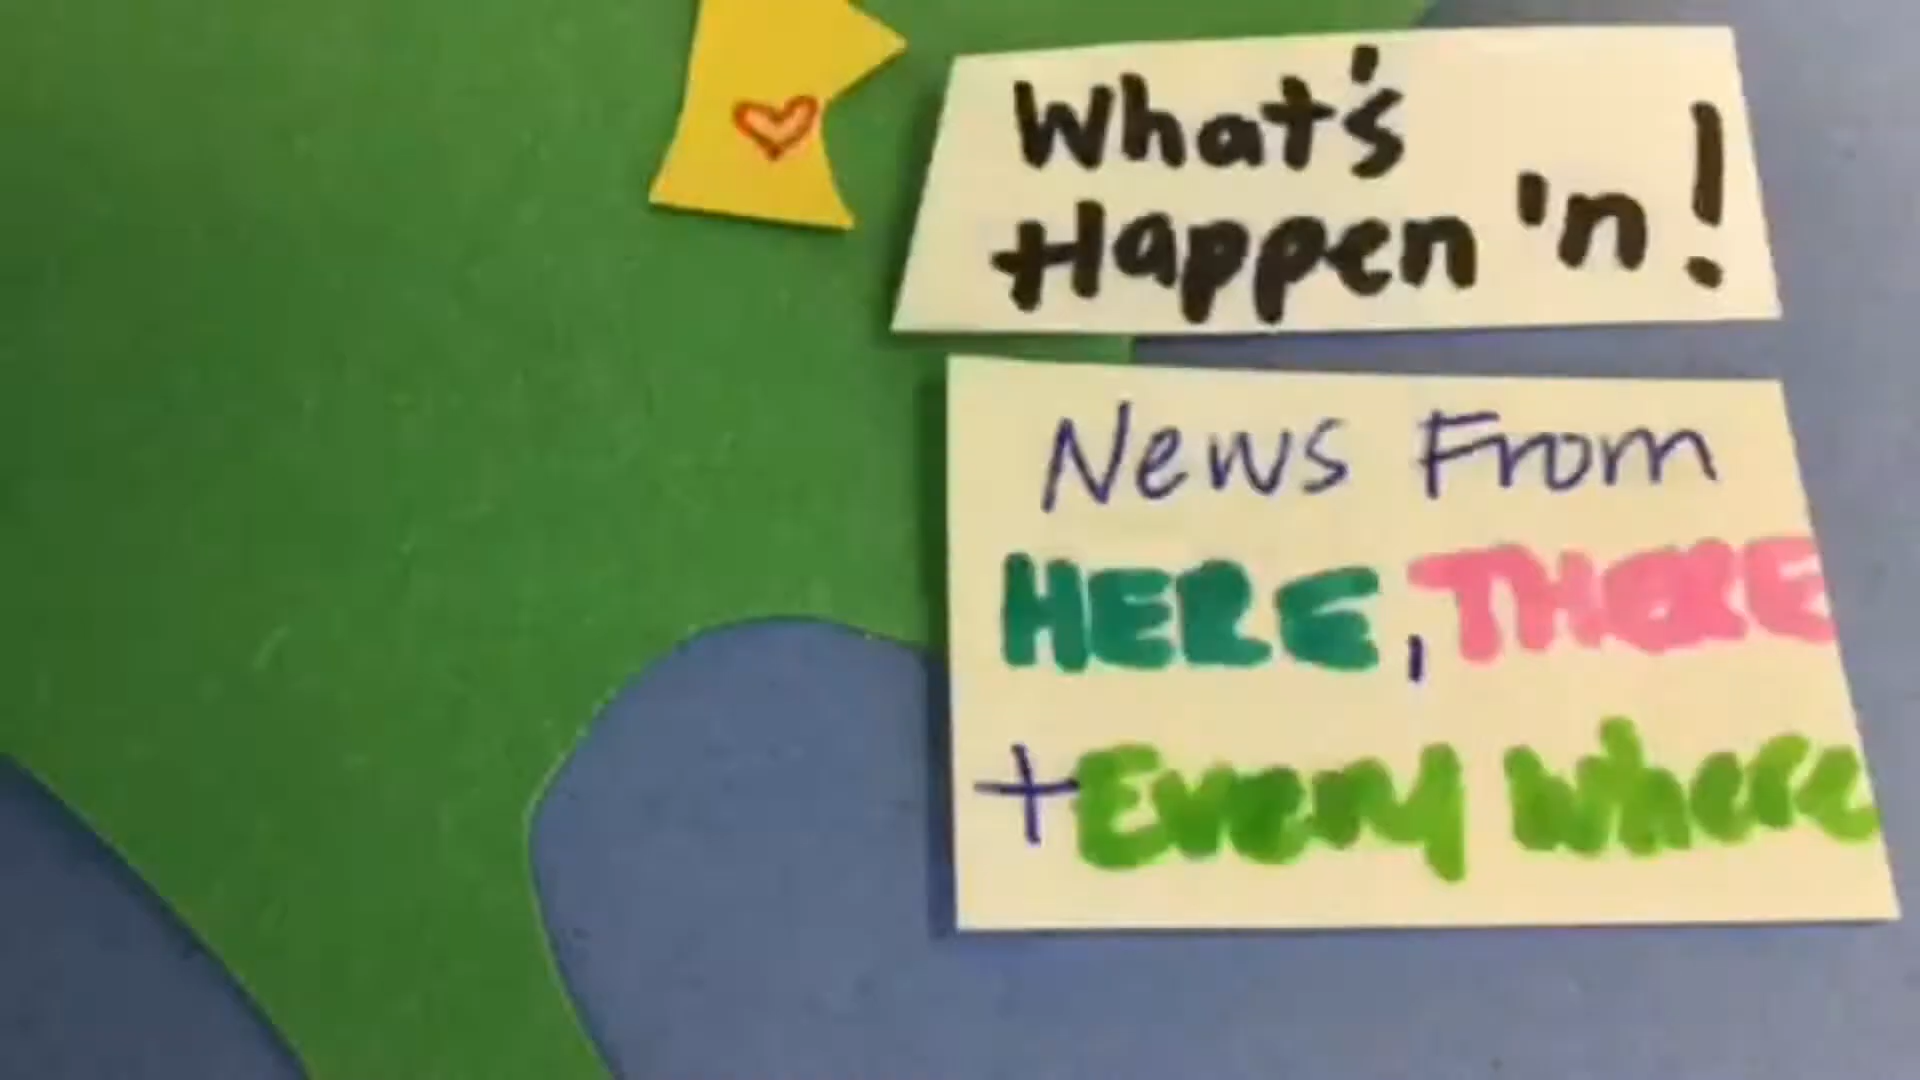 What's
Happen 'n!
News From
HERE, THERE
+ Every Where